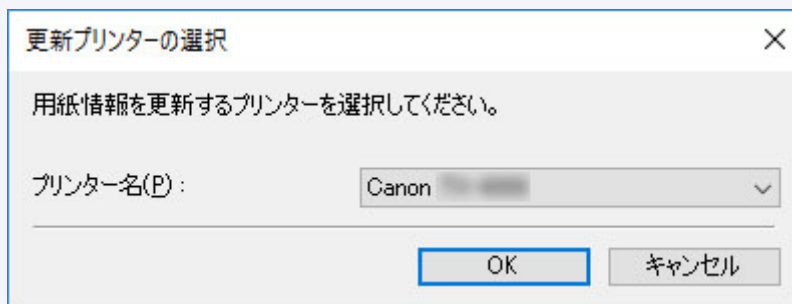 更新プリンターの選択
用紙情報を更新するプリンターを選択してください。
プリンター名(P) : Canon
OK キャンセル